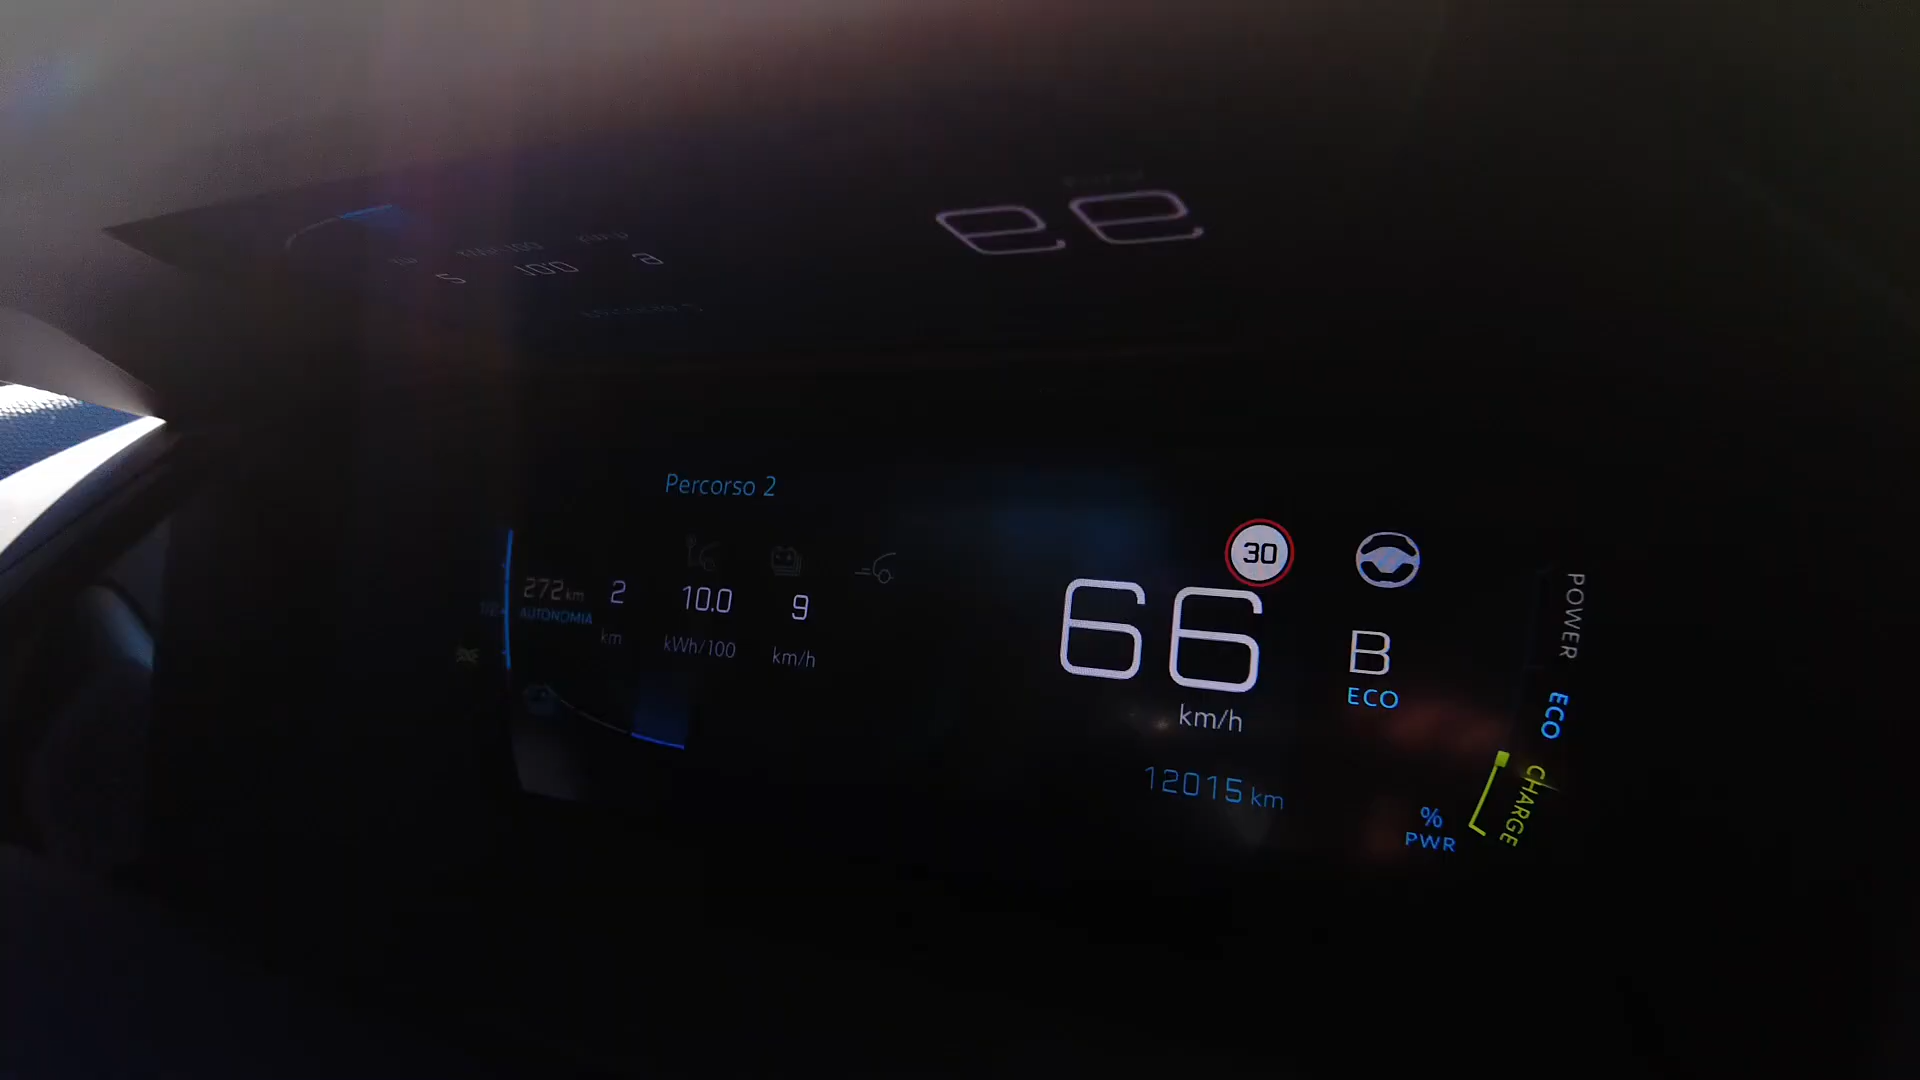 Percorso 2
272 km
AUTONOMIA
2
km
10.0
kWh/100
9
km/h
30
66
km/h
B
ECO
12015 km
POWER
ECO
CHARGE
%
PWR